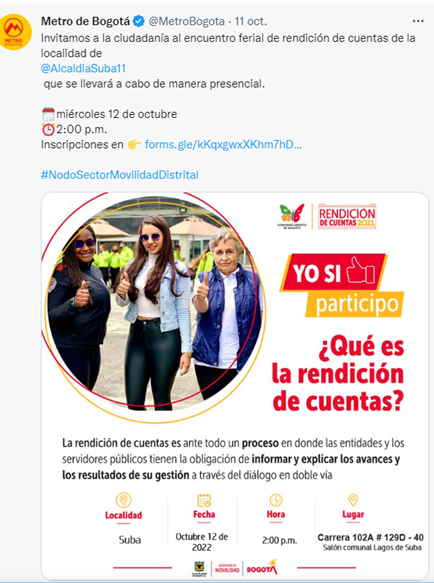 Metro de Bogotá @MetroBogota · 11 oct.
Invitamos a la ciudadanía al encuentro ferial de rendición de cuentas de la
localidad de
@AlcaldiaSuba11
que se llevará a cabo de manera presencial.
miércoles 12 de octubre
2:00 p.m.
Inscripciones en forms.gle/kKqxgwxXKhm7hD...
#NodoSectorMovilidadDistrital
GOBIERNO ABIERTO
DE BOGOTÁ
RENDICIÓN
DE CUENTAS 2021
YO SI
participo
¿Qué es
la rendición
de cuentas?
La rendición de cuentas es ante todo un proceso en donde las entidades y los
servidores públicos tienen la obligación de informar y explicar los avances y
los resultados de su gestión a través del diálogo en doble vía
Localidad
Suba
Fecha
Octubre 12 de
2022
Hora
2:00 p.m.
Lugar
Carrera 102A # 129D - 40
Salón comunal Lagos de Suba
MOVILIDAD
BOGOTÁ